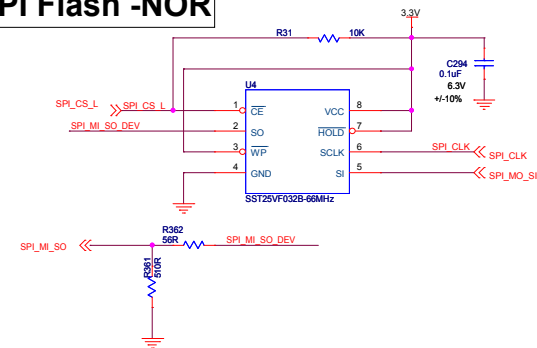 PI Flash -NOR
3.3V
R31 10K
C294
0.1uF
6.3V
+/-10%
U4
SPI_CS_L SPI_CS_L 1 CE VCC 8
SPI_MI_SO_DEV 2 SO HOLD 7
3 WP SCLK 6 SPI_CLK SPI_CLK
4 GND SI 5 SPI_MO_SI
SST25VF032B-66MHz
R362
56R
SPI_MI_SO SPI_MI_SO_DEV
R361
510R